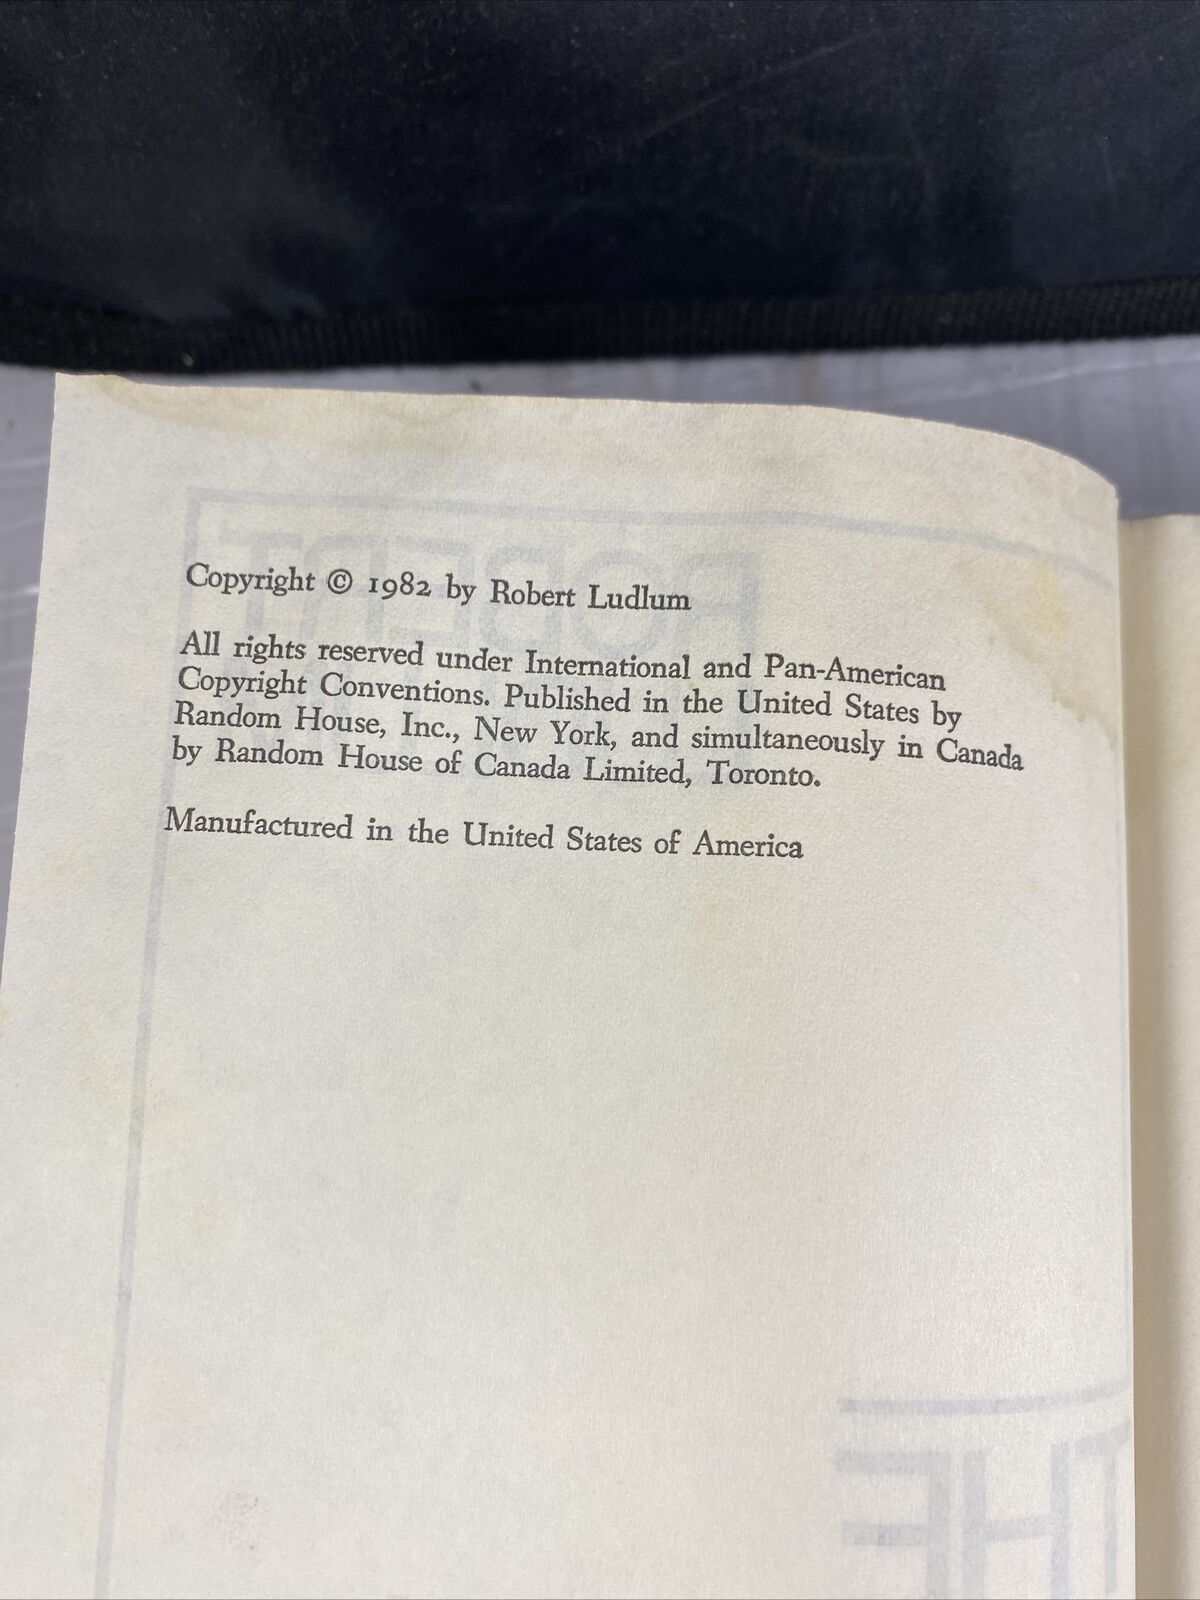 Copyright © 1982 by Robert Ludlum
All rights reserved under International and Pan-American
Copyright Conventions. Published in the United States by
Random House, Inc., New York, and simultaneously in Canada
by Random House of Canada Limited, Toronto.
Manufactured in the United States of America
ROBERT
THE